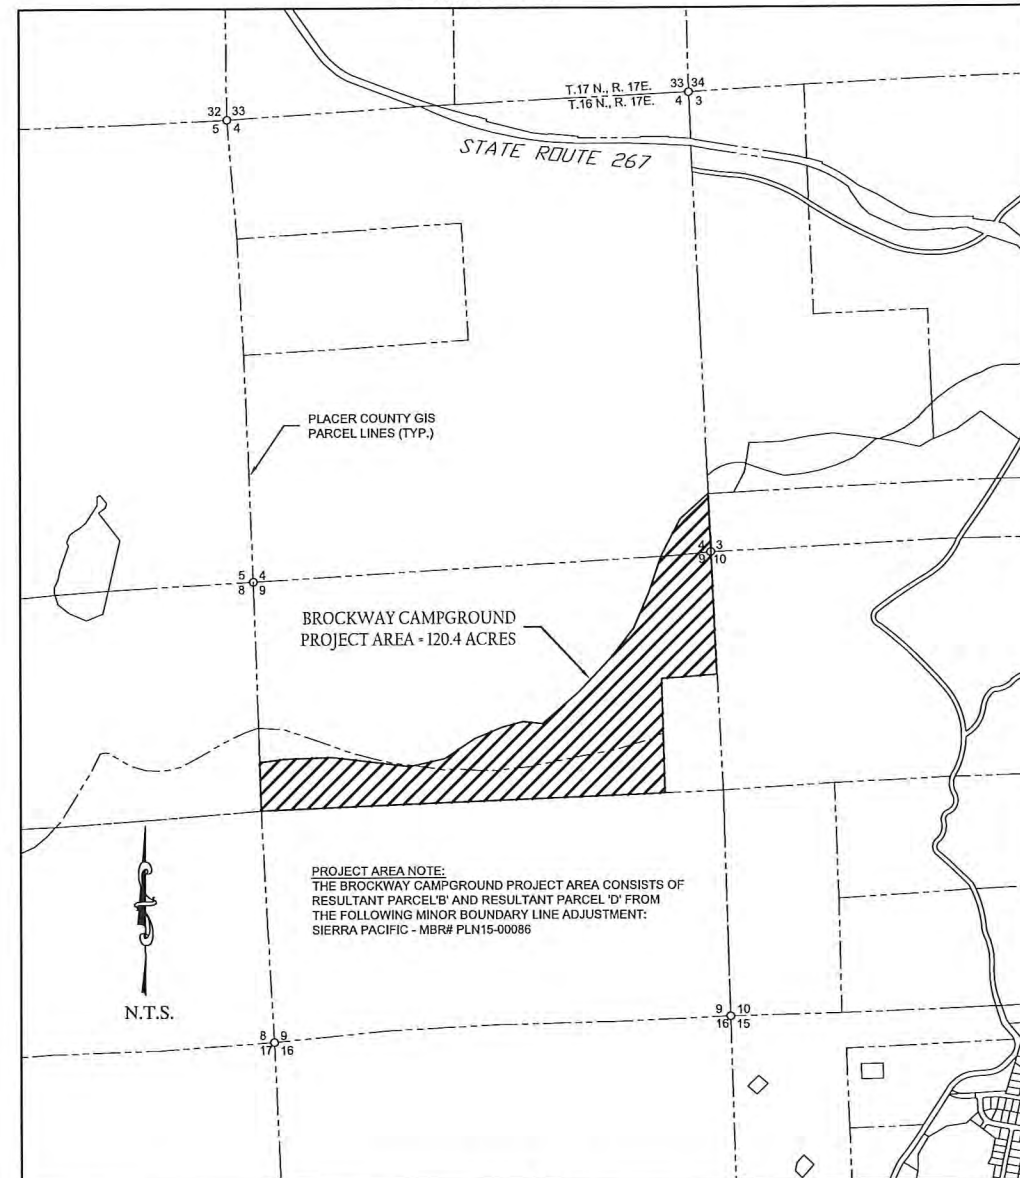 T.17 N., R. 17E.
T.16 N., R. 17E.
33 34
4 3
32 33
5 4
STATE ROUTE 267
PLACER COUNTY GIS
PARCEL LINES (TYP.)
4 3
9 10
5 4
8 9
BROCKWAY CAMPGROUND
PROJECT AREA = 120.4 ACRES
PROJECT AREA NOTE:
THE BROCKWAY CAMPGROUND PROJECT AREA CONSISTS OF
RESULTANT PARCEL'B' AND RESULTANT PARCEL 'D' FROM
THE FOLLOWING MINOR BOUNDARY LINE ADJUSTMENT:
SIERRA PACIFIC - MBR# PLN15-00086
N.T.S.
9 10
16 15
8 9
17 16